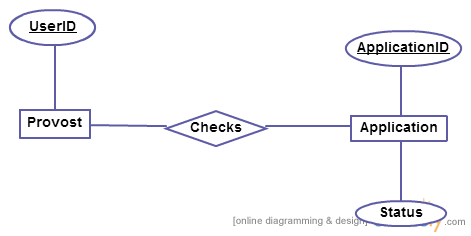 UserID
ApplicationID
Provost
Checks
Application
Status
[online diagramming & design]
.com